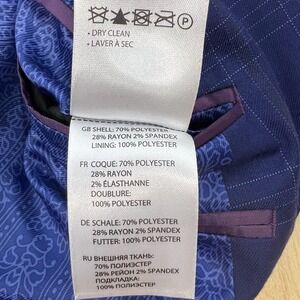 P
• DRY CLEAN
• LAVER À SEC
GB SHELL: 70% POLYESTER
28% RAYON 2% SPANDEX
LINING: 100% POLYESTER
FR COQUE: 70% POLYESTER
28% RAYON
2% ÉLASTHANNE
DOUBLURE:
100% POLYESTER
DE SCHALE: 70% POLYESTER
28% RAYON 2% SPANDEX
FUTTER: 100% POLYESTER
RU ВНЕШНЯЯ ТКАНЬ:
70% ПОЛИЭСТЕР
28% РЕЙОН 2% SPANDEX
ПОДКЛАДКА:
100% ПОЛИЭСТЕР